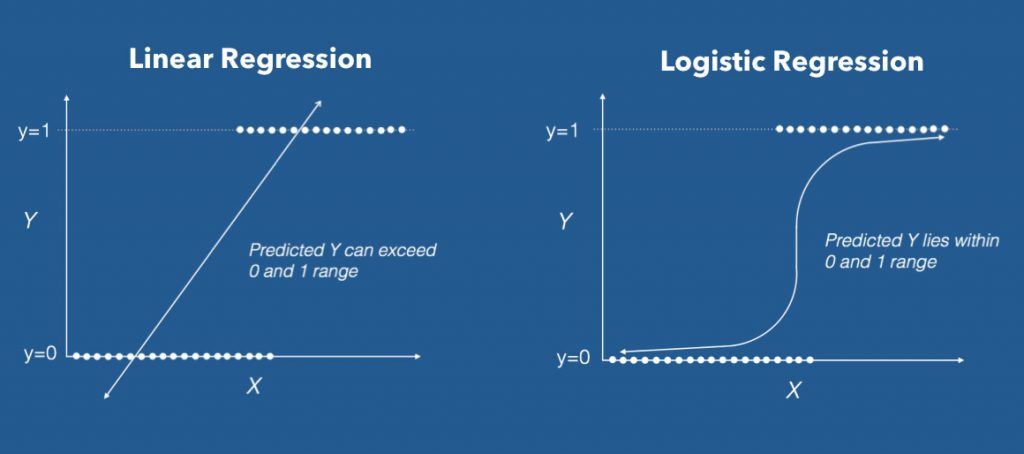 Linear Regression
y=1
Y
Predicted Y can exceed
0 and 1 range
y=0
X
Logistic Regression
y=1
Y
Predicted Y lies within
0 and 1 range
y=0
X